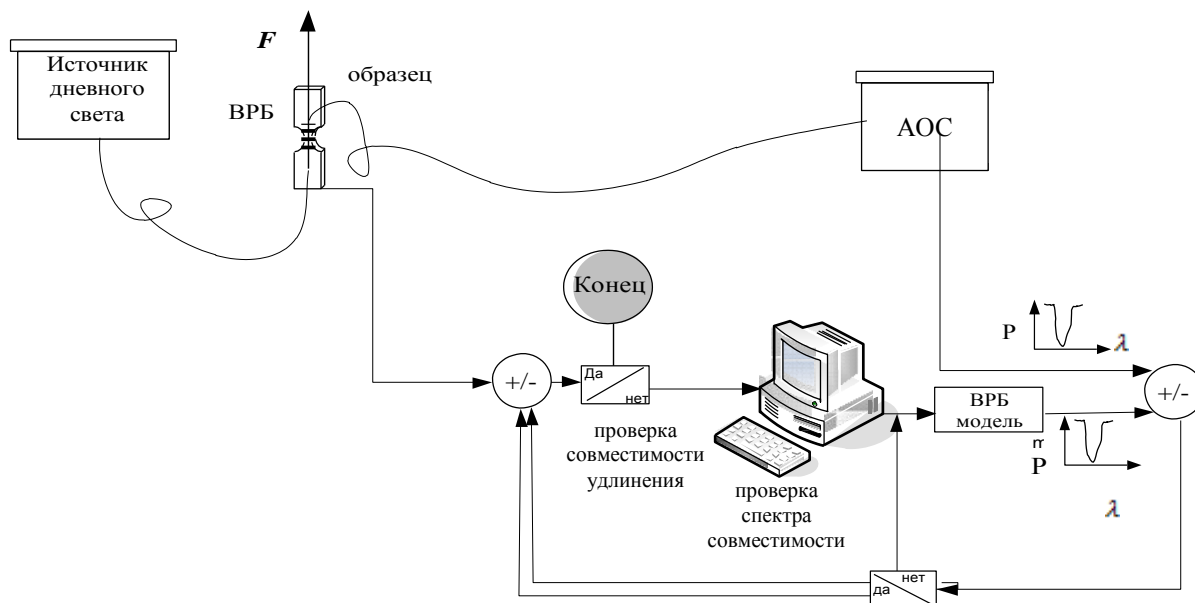 F
Источник
дневного
света
образец
ВРБ
АОС
Конец
P
λ
+/-
Да
нет
+/-
ВРБ
модель
P
проверка
совместимости
удлинения
проверка
спектра
совместимости
λ
нет
да